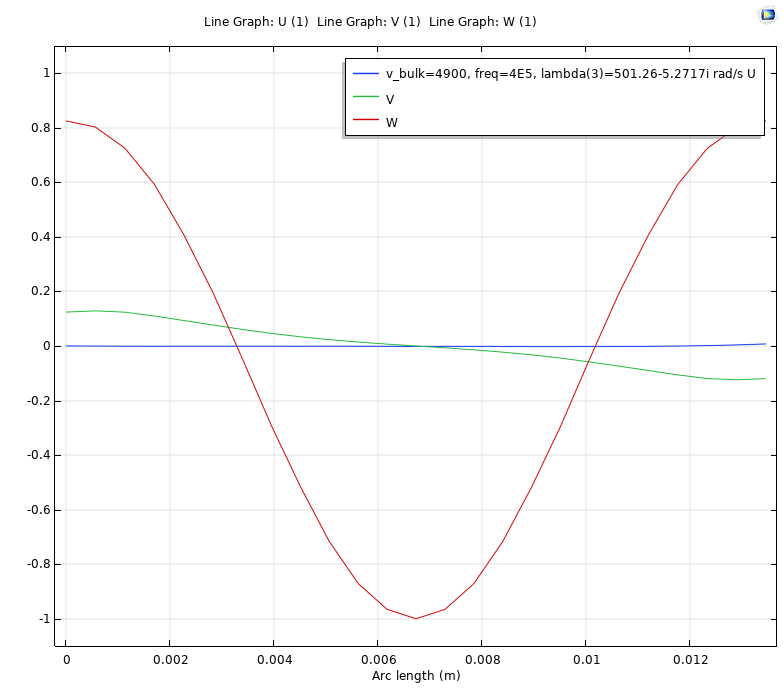 Line Graph: U (1) Line Graph: V (1) Line Graph: W (1)
v_bulk=4900, freq=4E5, lambda(3)=501.26-5.2717i rad/s U
V
W
1
0.8
0.6
0.4
0.2
0
-0.2
-0.4
-0.6
-0.8
-1
0 0.002 0.004 0.006 0.008 0.01 0.012
Arc length (m)